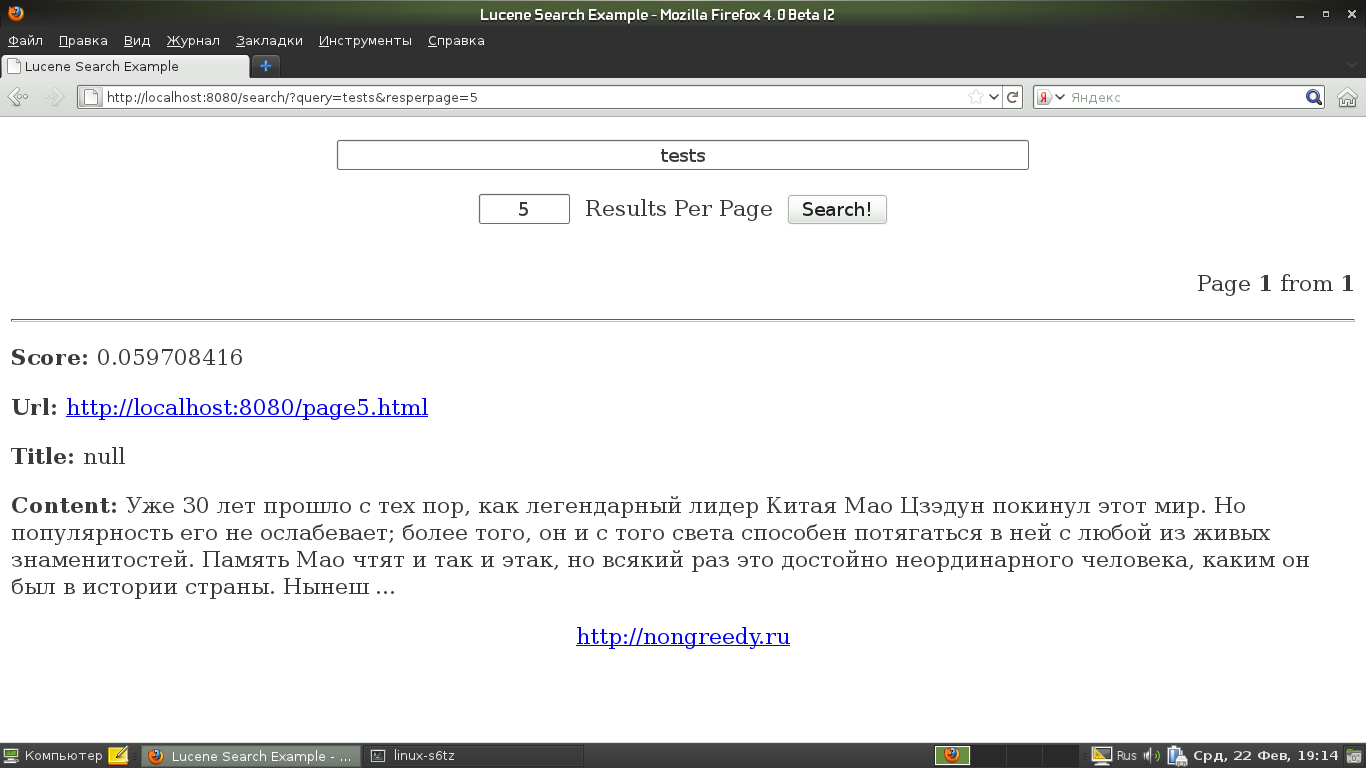 Lucene Search Example - Mozilla Firefox 4.0 Beta 12
Файл Правка Вид Журнал Закладки Инструменты Справка
Lucene Search Example
http://localhost:8080/search/?query=tests&resperpage=5
Я Яндекс
tests
5 Results Per Page Search!
Page 1 from 1
Score: 0.059708416
Url: http://localhost:8080/page5.html
Title: null
Content: Уже 30 лет прошло с тех пор, как легендарный лидер Китая Мао Цзэдун покинул этот мир. Но
популярность его не ослабевает; более того, он и с того света способен потягаться в ней с любой из живых
знаменитостей. Память Мао чтят и так и этак, но всякий раз это достойно неординарного человека, каким он
был в истории страны. Нынеш ...
http://nongreedy.ru
Компьютер Lucene Search Example - ... linux-s6tz Rus Срд, 22 Фев, 19:14